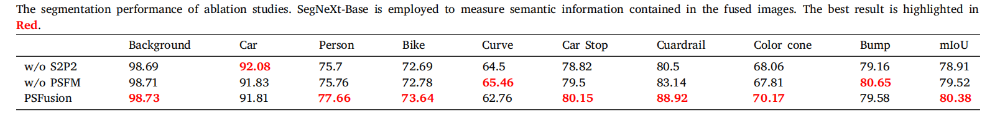 The segmentation performance of ablation studies. SegNeXt-Base is employed to measure semantic information contained in the fused images. The best result is highlighted in
Red.
Background Car Person Bike Curve Car Stop Cuardrail Color cone Bump mIoU
w/o S2P2 98.69 92.08 75.7 72.69 64.5 78.82 80.5 68.06 79.16 78.91
w/o PSFM 98.71 91.83 75.76 72.78 65.46 79.5 83.14 67.81 80.65 79.52
PSFusion 98.73 91.81 77.66 73.64 62.76 80.15 88.92 70.17 79.58 80.38